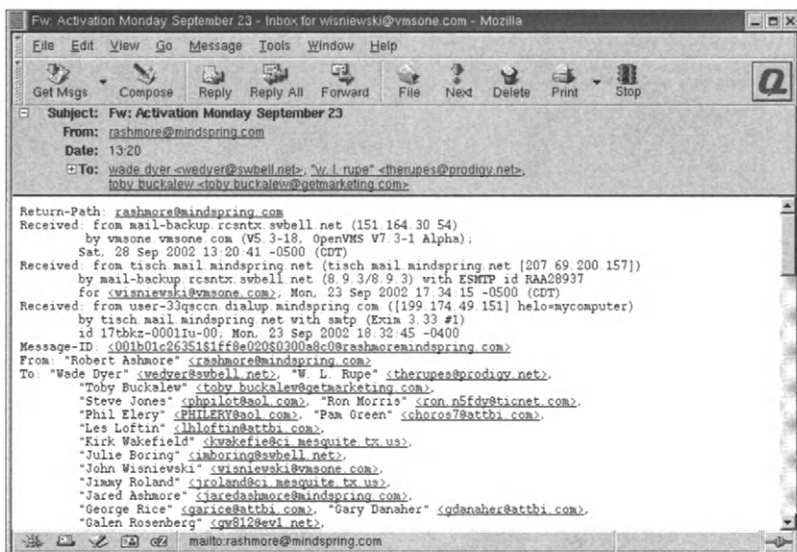 Fw: Activation Monday September 23 - Inbox for wisniewski@vmsone.com - Mozilla
File Edit View Go Message Tools Window Help
Get Msgs Compose Reply Reply All Forward File Next Delete Print Stop
Subject: Fw: Activation Monday September 23
From: rashmore@mindspring.com
Date: 13:20
To: wade dyer <wedyer@swbell.net>, "w. l. rupe" <therupes@prodigy.net>,
toby buckalew <toby.buckalew@getmarketing.com>
Return-Path: rashmore@mindspring.com
Received: from mail-backup.rcsntx.swbell.net (151.164.30.54)
by vmsone.vmsone.com (V5.3-18, OpenVMS V7.3-1 Alpha);
Sat, 28 Sep 2002 13:20:41 -0500 (CDT)
Received: from tisch.mail.mindspring.net (tisch.mail.mindspring.net [207.69.200.157])
by mail-backup.rcsntx.swbell.net (8.9.3/8.9.3) with ESMTP id RAA28937
for <wisniewski@vmsone.com>; Mon, 23 Sep 2002 17:34:15 -0500 (CDT)
Received: from user-33qsccn.dialup.mindspring.com ([199.174.49.151] helo=mycomputer)
by tisch.mail.mindspring.net with smtp (Exim 3.33 #1)
id 17tbkz-0001Iu-00; Mon, 23 Sep 2002 18:32:45 -0400
Message-ID: <001b01c26351$1ff8e020$0300a8c0@rashmoremindspring.com>
From: "Robert Ashmore" <rashmore@mindspring.com>
To: "Wade Dyer" <wedyer@swbell.net>, "W. L. Rupe" <therupes@prodigy.net>,
"Toby Buckalew" <toby.buckalew@getmarketing.com>,
"Steve Jones" <phpilot@aol.com>, "Ron Morris" <ron.n5fdy@ticnet.com>,
"Phil Elery" <PHILERY@aol.com>, "Pam Green" <choros7@attbi.com>,
"Les Loftin" <lhloftin@attbi.com>,
"Kirk Wakefield" <kwakefie@ci.mesquite.tx.us>,
"Julie Boring" <imboring@swbell.net>,
"John Wisniewski" <wisniewski@vmsone.com>,
"Jimmy Roland" <jroland@ci.mesquite.tx.us>,
"Jared Ashmore" <jaredashmore@mindspring.com>,
"George Rice" <garice@attbi.com>, "Gary Danaher" <gdanaher@attbi.com>,
"Galen Rosenberg" <gw812@ev1.net>,
mailto:rashmore@mindspring.com